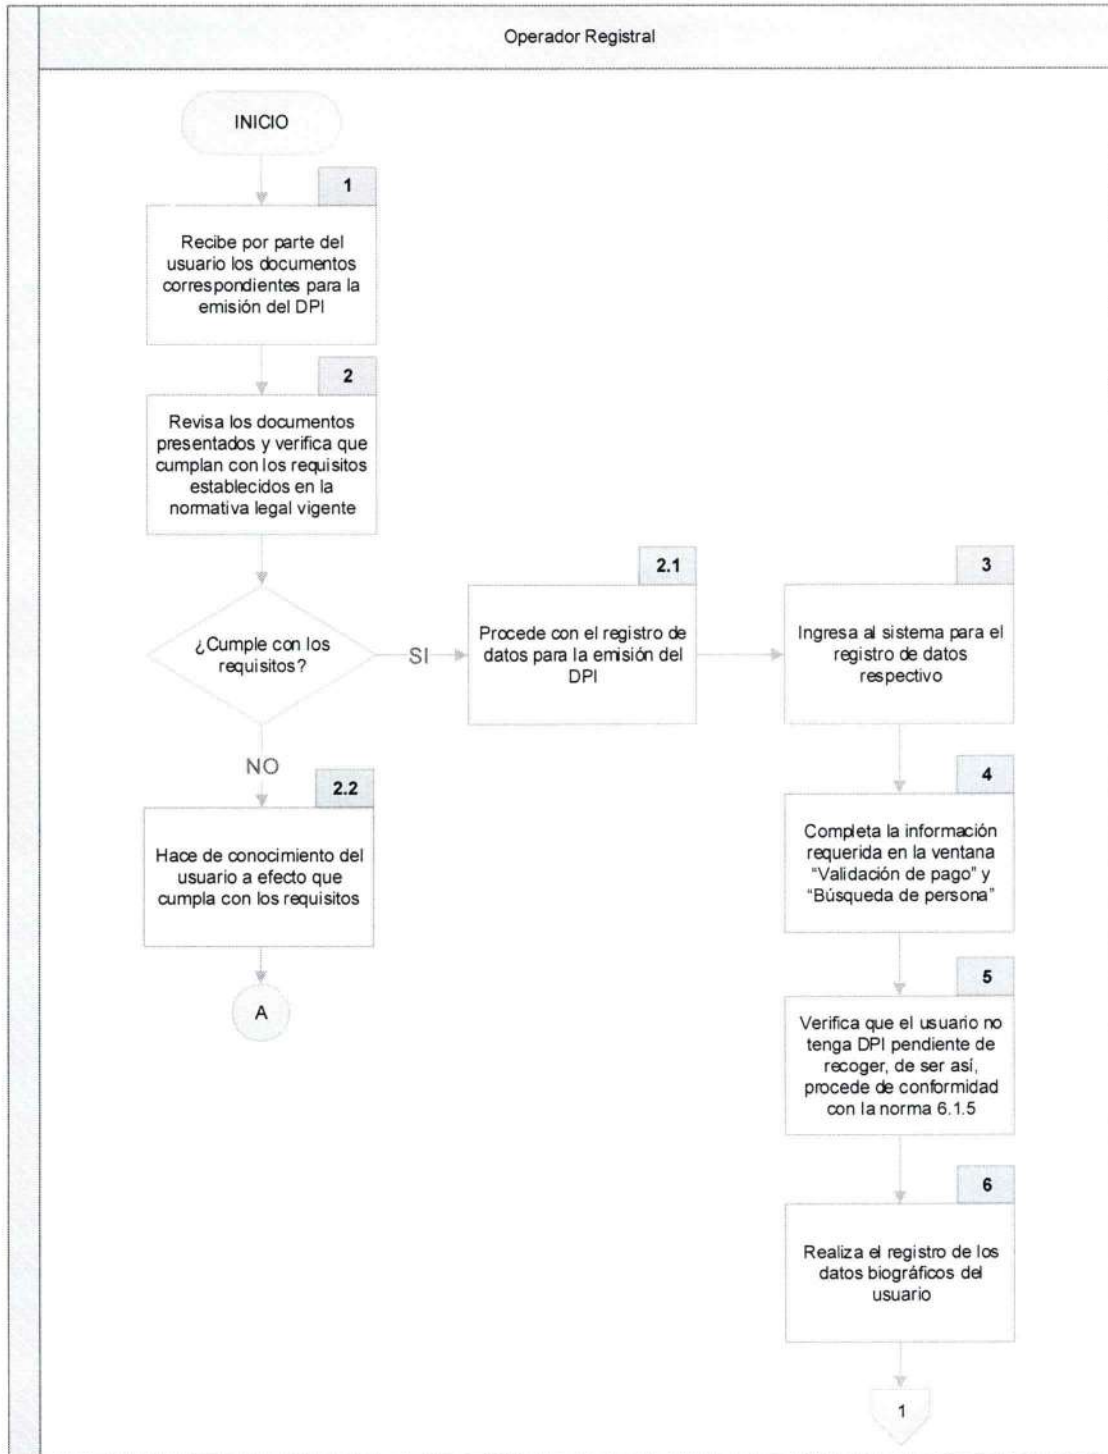 Operador Registral
INICIO
1
Recibe por parte del
usuario los documentos
correspondientes para la
emisión del DPI
2
Revisa los documentos
presentados y verifica que
cumplan con los requisitos
establecidos en la
normativa legal vigente
¿Cumple con los
requisitos?
SI
2.1
Procede con el registro de
datos para la emisión del
DPI
3
Ingresa al sistema para el
registro de datos
respectivo
NO
2.2
Hace de conocimiento del
usuario a efecto que
cumpla con los requisitos
A
4
Completa la información
requerida en la ventana
“Validación de pago” y
“Búsqueda de persona”
5
Verifica que el usuario no
tenga DPI pendiente de
recoger, de ser así,
procede de conformidad
con la norma 6.1.5
6
Realiza el registro de los
datos biográficos del
usuario
1